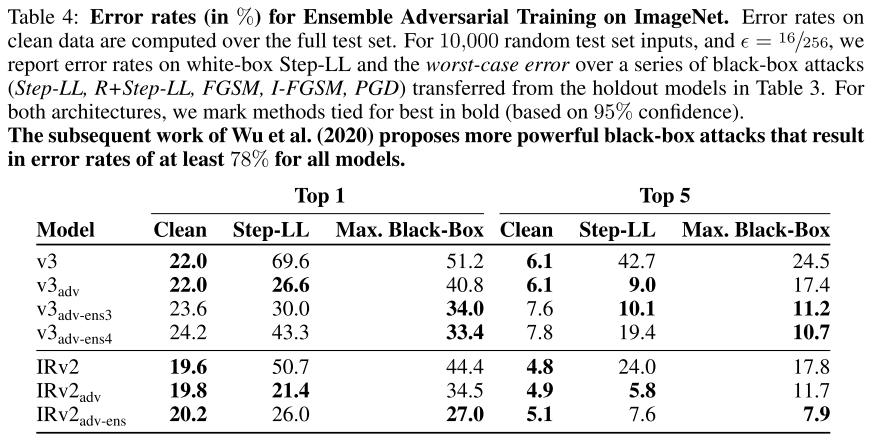 Table 4: Error rates (in %) for Ensemble Adversarial Training on ImageNet. Error rates on
clean data are computed over the full test set. For 10,000 random test set inputs, and ϵ = 16/256, we
report error rates on white-box Step-LL and the worst-case error over a series of black-box attacks
(Step-LL, R+Step-LL, FGSM, I-FGSM, PGD) transferred from the holdout models in Table 3. For
both architectures, we mark methods tied for best in bold (based on 95% confidence).
The subsequent work of Wu et al. (2020) proposes more powerful black-box attacks that result
in error rates of at least 78% for all models.
Top 1 Top 5
Model Clean Step-LL Max. Black-Box Clean Step-LL Max. Black-Box
v3 22.0 69.6 51.2 6.1 42.7 24.5
v3adv 22.0 26.6 40.8 6.1 9.0 17.4
v3adv-ens3 23.6 30.0 34.0 7.6 10.1 11.2
v3adv-ens4 24.2 43.3 33.4 7.8 19.4 10.7
IRv2 19.6 50.7 44.4 4.8 24.0 17.8
IRv2adv 19.8 21.4 34.5 4.9 5.8 11.7
IRv2adv-ens 20.2 26.0 27.0 5.1 7.6 7.9